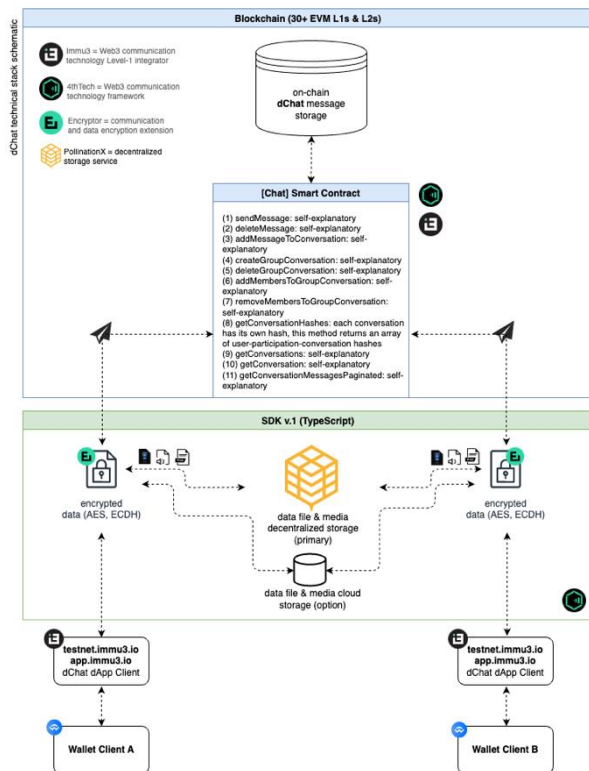 dChat technical stack schematic
Blockchain (30+ EVM L1s & L2s)
Immu3 = Web3 communication
technology Level-1 integrator
4thTech = Web3 communication
technology framework
Encryptor = communication
and data encryption extension
PollinationX = decentralized
storage service
on-chain
dChat message
storage
[Chat] Smart Contract
(1) sendMessage: self-explanatory
(2) deleteMessage: self-explanatory
(3) addMessageToConversation: self-
explanatory
(4) createGroupConversation: self-explanatory
(5) deleteGroupConversation: self-explanatory
(6) addMembersToGroupConversation: self-
explanatory
(7) removeMembersToGroupConversation:
self-explanatory
(8) getConversationHashes: each conversation
has its own hash, this method returns an array
of user-participation-conversation hashes
(9) getConversations: self-explanatory
(10) getConversation: self-explanatory
(11) getConversationMessagesPaginated: self-
explanatory
SDK v.1 (TypeScript)
encrypted
data (AES, ECDH)
data file & media
decentralized storage
(primary)
encrypted
data (AES, ECDH)
data file & media cloud
storage (option)
testnet.immu3.io
app.immu3.io
dChat dApp Client
testnet.immu3.io
app.immu3.io
dChat dApp Client
Wallet Client A
Wallet Client B